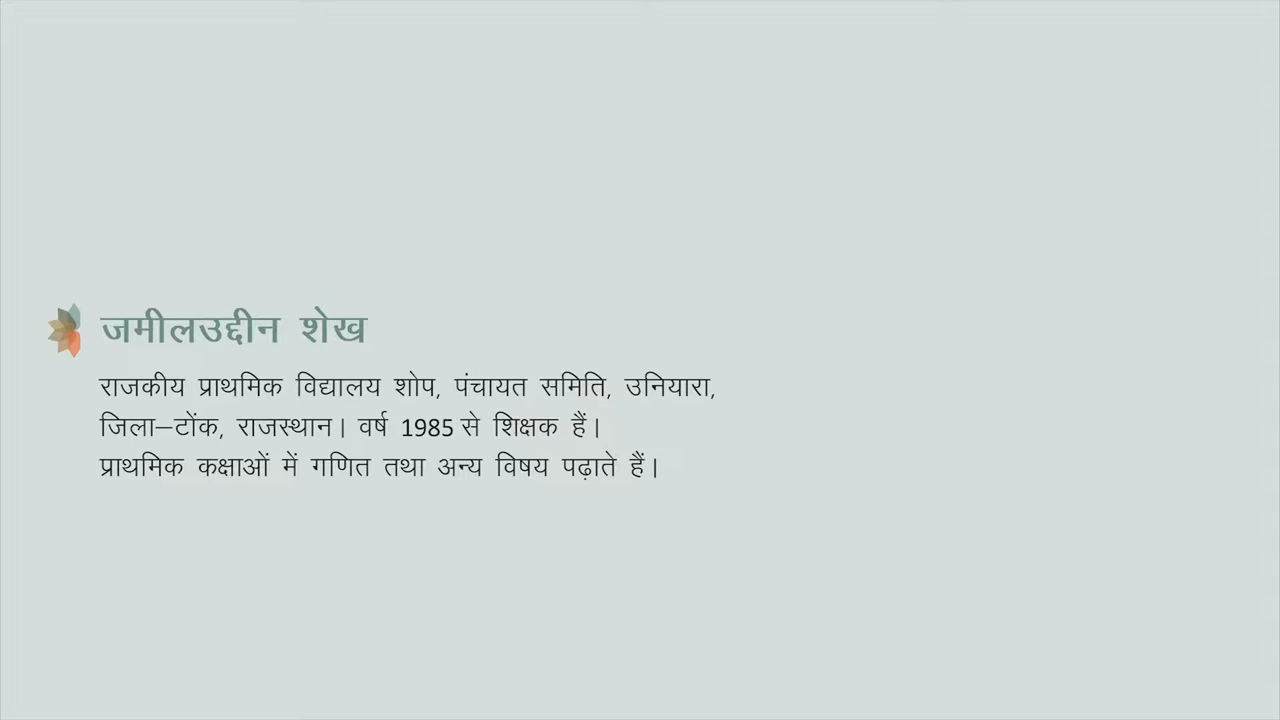 जमीलउद्दीन शेख
राजकीय प्राथमिक विद्यालय शोप, पंचायत समिति, उनियारा,
जिला–टोंक, राजस्थान। वर्ष 1985 से शिक्षक हैं।
प्राथमिक कक्षाओं में गणित तथा अन्य विषय पढ़ाते हैं।